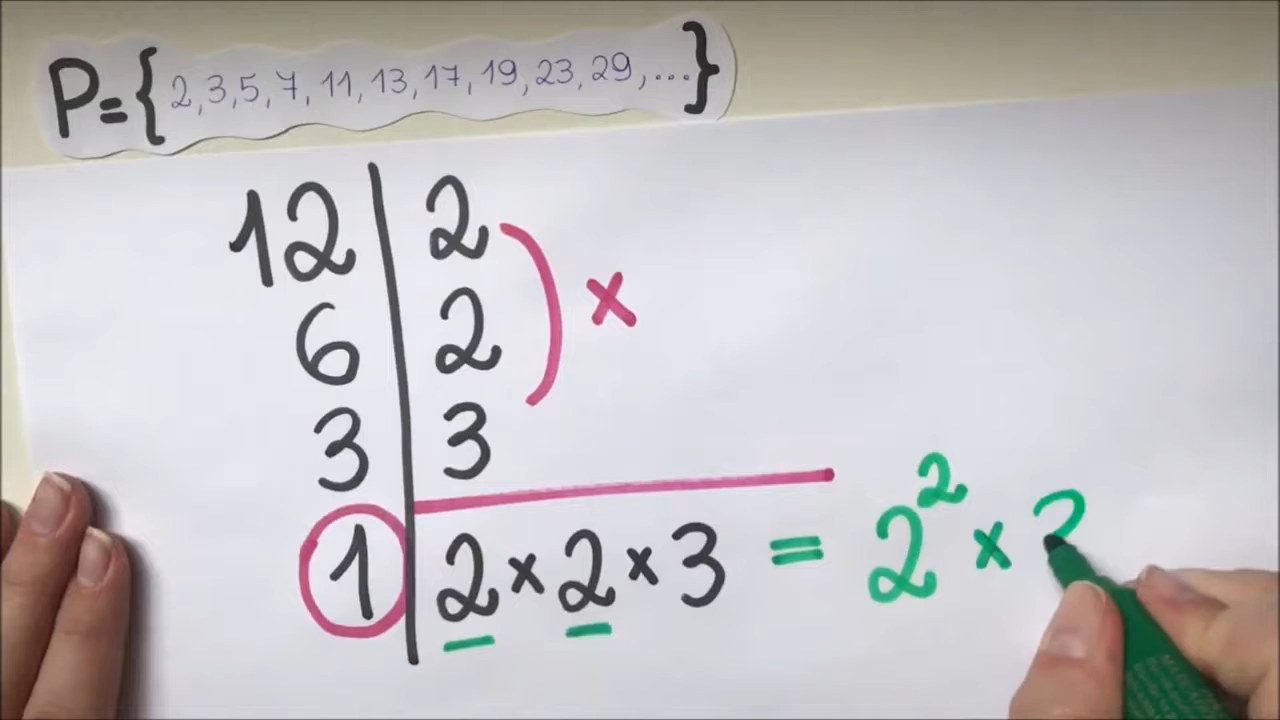 P={2,3,5,7,11,13,17,19,23,29,...}
12 | 2
6 | 2 ) x
3 | 3
1 | 2 x 2 x 3 = 2² x